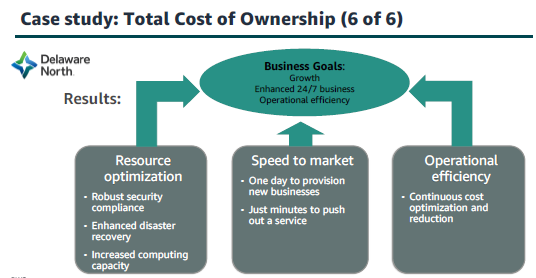 Case study: Total Cost of Ownership (6 of 6)
Delaware
North
Results:
Business Goals:
Growth
Enhanced 24/7 business
Operational efficiency
Resource
optimization
- Robust security
compliance
- Enhanced disaster
recovery
- Increased computing
capacity
Speed to market
- One day to provision
new businesses
- Just minutes to push
out a service
Operational
efficiency
- Continuous cost
optimization and
reduction